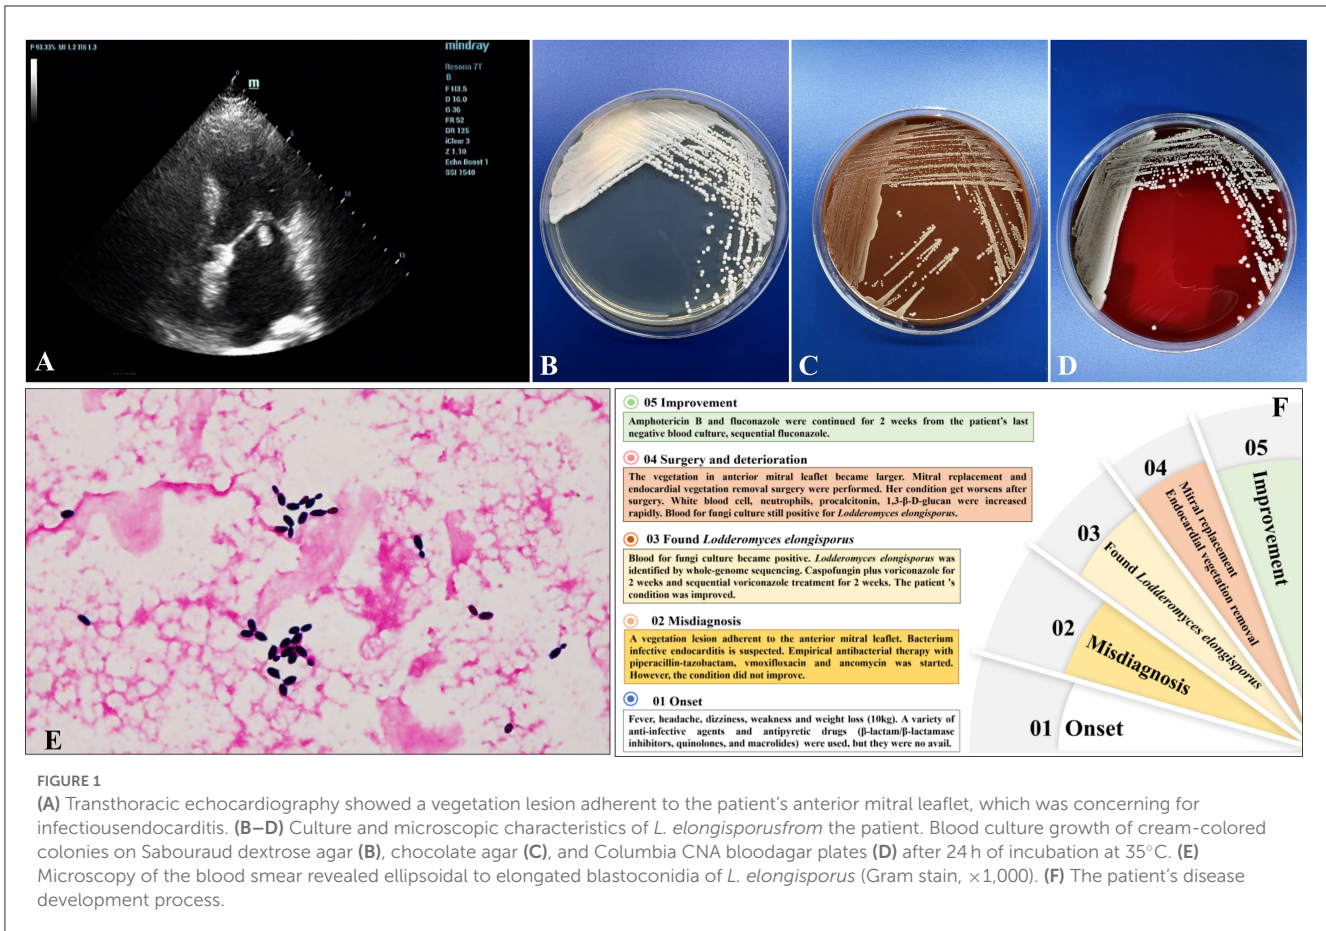 P 93.33% MI 1.2 TIS 1.3
mindray
Resona 7T
B
F H3.5
D 16.0
G 36
FR 52
DR 125
iClear 3
Z 1.10
Echo Boost 1
SSI 1540
0
m
5
10
15
A
B
C
D
E
F
05 Improvement
Amphotericin B and fluconazole were continued for 2 weeks from the patient's last
negative blood culture, sequential fluconazole.
04 Surgery and deterioration
The vegetation in anterior mitral leaflet became larger. Mitral replacement and
endocardial vegetation removal surgery were performed. Her condition get worsens after
surgery. White blood cell, neutrophils, procalcitonin, 1,3-β-D-glucan were increased
rapidly. Blood for fungi culture still positive for Lodderomyces elongisporus.
03 Found Lodderomyces elongisporus
Blood for fungi culture became positive. Lodderomyces elongisporus was
identified by whole-genome sequencing. Caspofungin plus voriconazole for
2 weeks and sequential voriconazole treatment for 2 weeks. The patient 's
condition was improved.
02 Misdiagnosis
A vegetation lesion adherent to the anterior mitral leaflet. Bacterium
infective endocarditis is suspected. Empirical antibacterial therapy with
piperacillin-tazobactam, vmoxifloxacin and ancomycin was started.
However, the condition did not improve.
01 Onset
Fever, headache, dizziness, weakness and weight loss (10kg). A variety of
anti-infective agents and antipyretic drugs (β-lactam/β-lactamase
inhibitors, quinolones, and macrolides) were used, but they were no avail.
05
Improvement
04
Mitral replacement
Endocardial vegetation removal
03
Found Lodderomyces elongisporus
02
Misdiagnosis
01 Onset
FIGURE 1
(A) Transthoracic echocardiography showed a vegetation lesion adherent to the patient's anterior mitral leaflet, which was concerning for
infectiousendocarditis. (B–D) Culture and microscopic characteristics of L. elongisporusfrom the patient. Blood culture growth of cream-colored
colonies on Sabouraud dextrose agar (B), chocolate agar (C), and Columbia CNA bloodagar plates (D) after 24 h of incubation at 35°C. (E)
Microscopy of the blood smear revealed ellipsoidal to elongated blastoconidia of L. elongisporus (Gram stain, ×1,000). (F) The patient's disease
development process.